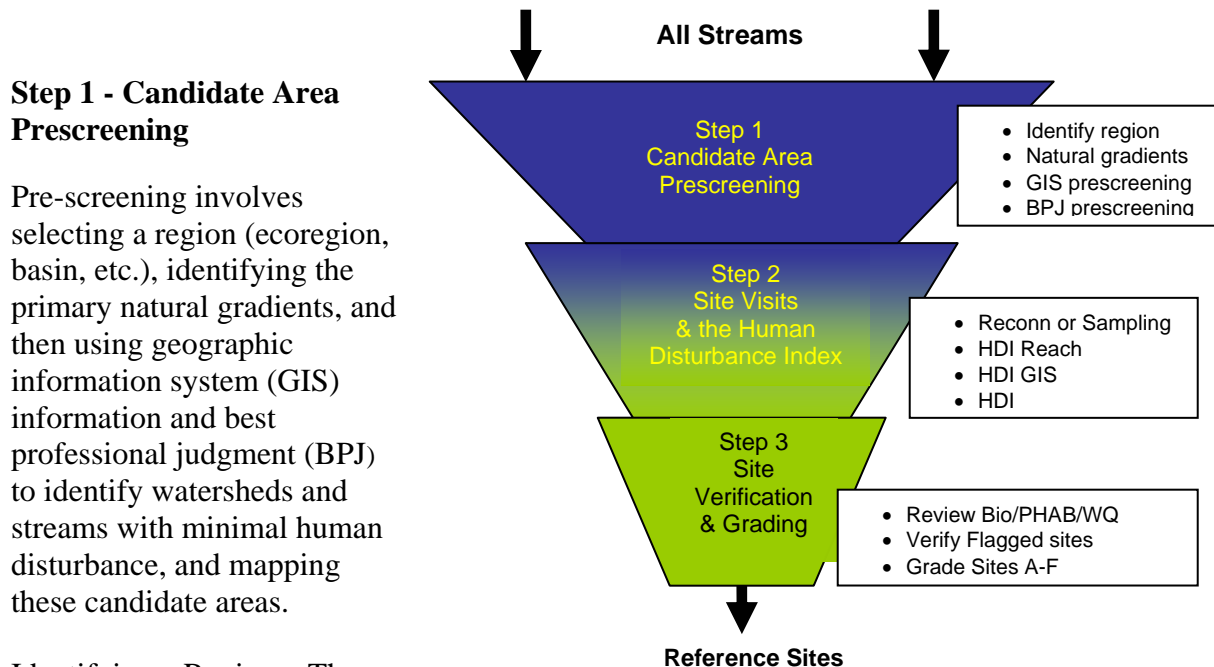 Step 1 - Candidate Area
Prescreening
Pre-screening involves
selecting a region (ecoregion,
basin, etc.), identifying the
primary natural gradients, and
then using geographic
information system (GIS)
information and best
professional judgment (BPJ)
to identify watersheds and
streams with minimal human
disturbance, and mapping
these candidate areas.
All Streams
Step 1
Candidate Area
Prescreening
• Identify region
• Natural gradients
• GIS prescreening
• BPJ prescreening
Step 2
Site Visits
& the Human
Disturbance Index
• Reconn or Sampling
• HDI Reach
• HDI GIS
• HDI
Step 3
Site
Verification
& Grading
• Review Bio/PHAB/WQ
• Verify Flagged sites
• Grade Sites A-F
Reference Sites